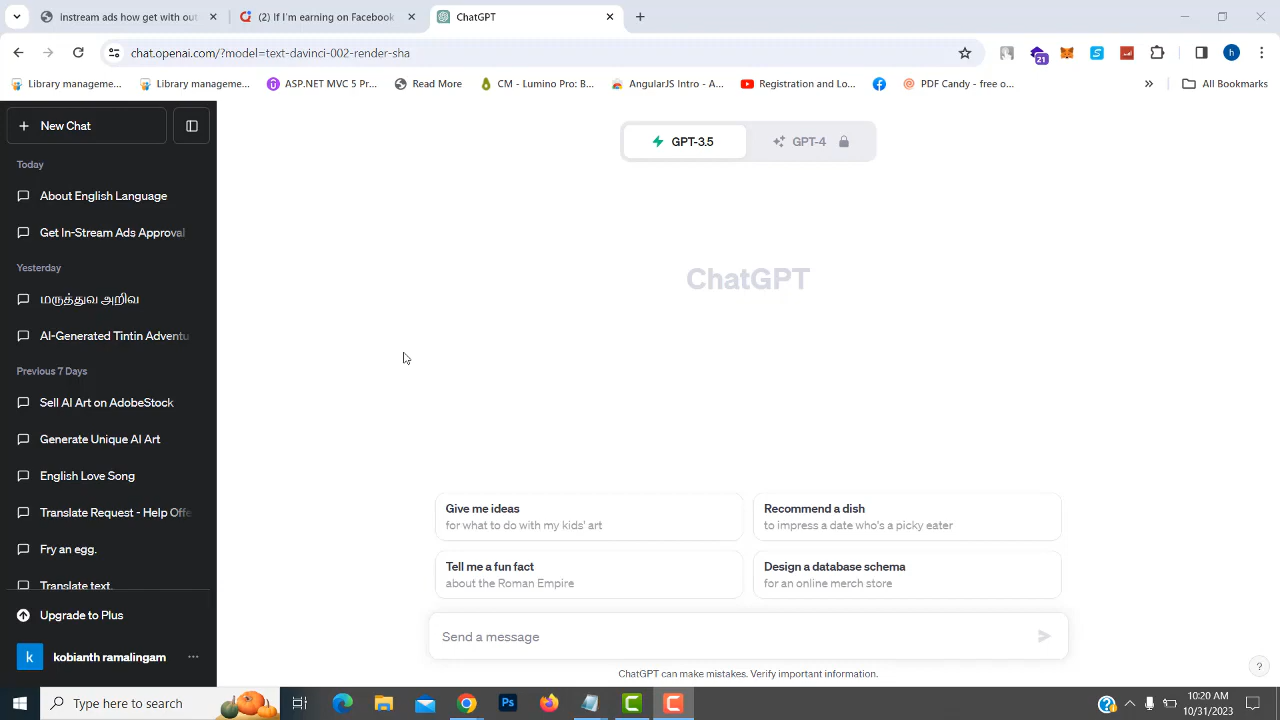 Instream ads how get with out
(2) If I'm earning on Facebook
ChatGPT
chat.openai.com/?model=text-davinci-002-render-sha
21
h
Library manageme...
Library manageme...
ASP.NET MVC 5 Pr...
Read More
CM - Lumino Pro: B...
AngularJS Intro - A...
Registration and Lo...
PDF Candy - free o...
»
All Bookmarks
New Chat
GPT-3.5
GPT-4
Today
About English Language
Get In-Stream Ads Approval
Yesterday
AI-Generated Tintin Adventu
Previous 7 Days
Sell AI Art on AdobeStock
Generate Unique AI Art
English Love Song
Translate Request - Help Offe
Fry an egg.
Translate text.
ChatGPT
Give me ideas
for what to do with my kids' art
Recommend a dish
to impress a date who's a picky eater
Tell me a fun fact
about the Roman Empire
Design a database schema
for an online merch store
Upgrade to Plus
k
kobianth ramalingam
Send a message
ChatGPT can make mistakes. Verify important information.
?
Type here to search
Ps
10:20 AM
10/31/2023